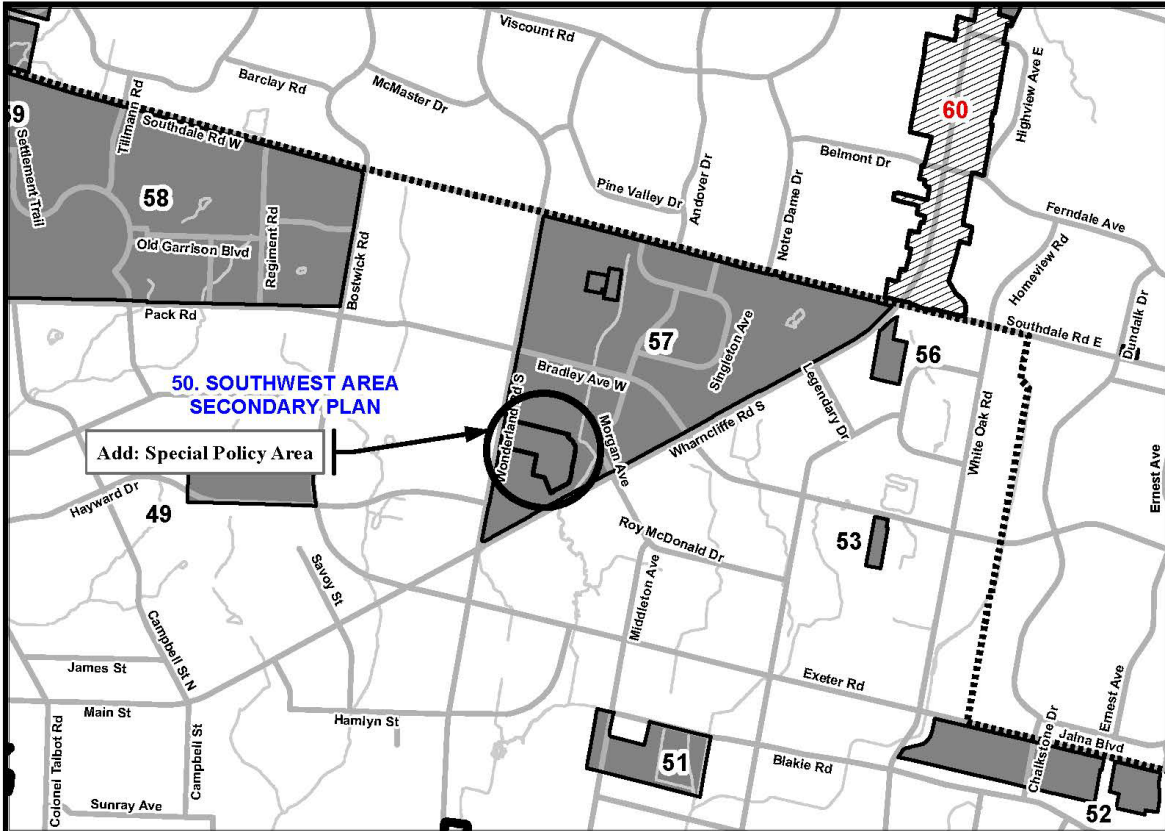 Viscount Rd
Barclay Rd
McMaster Dr
Highview Ave E
60
59
Tillmann Rd
Southdale Rd W
Belmont Dr
Settlement Trail
58
Pine Valley Dr
Andover Dr
Notre Dame Dr
Ferndale Ave
Old Garrison Blvd
Regiment Rd
Bostwick Rd
Homeview Rd
Pack Rd
Southdale Rd E
Dundalk Dr
57
Singleton Ave
56
50. SOUTHWEST AREA
SECONDARY PLAN
Bradley Ave W
Legendary Dr
White Oak Rd
Add: Special Policy Area
Wonderland Rd S
Morgan Ave
Wharncliffe Rd S
Ernest Ave
Hayward Dr
49
53
Roy McDonald Dr
Savoy St
Middleton Ave
Campbell St N
James St
Exeter Rd
Main St
Hamlyn St
Ernest Ave
Colonel Talbot Rd
Campbell St
Chalkstone Dr
Jalna Blvd
51
Blakie Rd
Sunray Ave
52